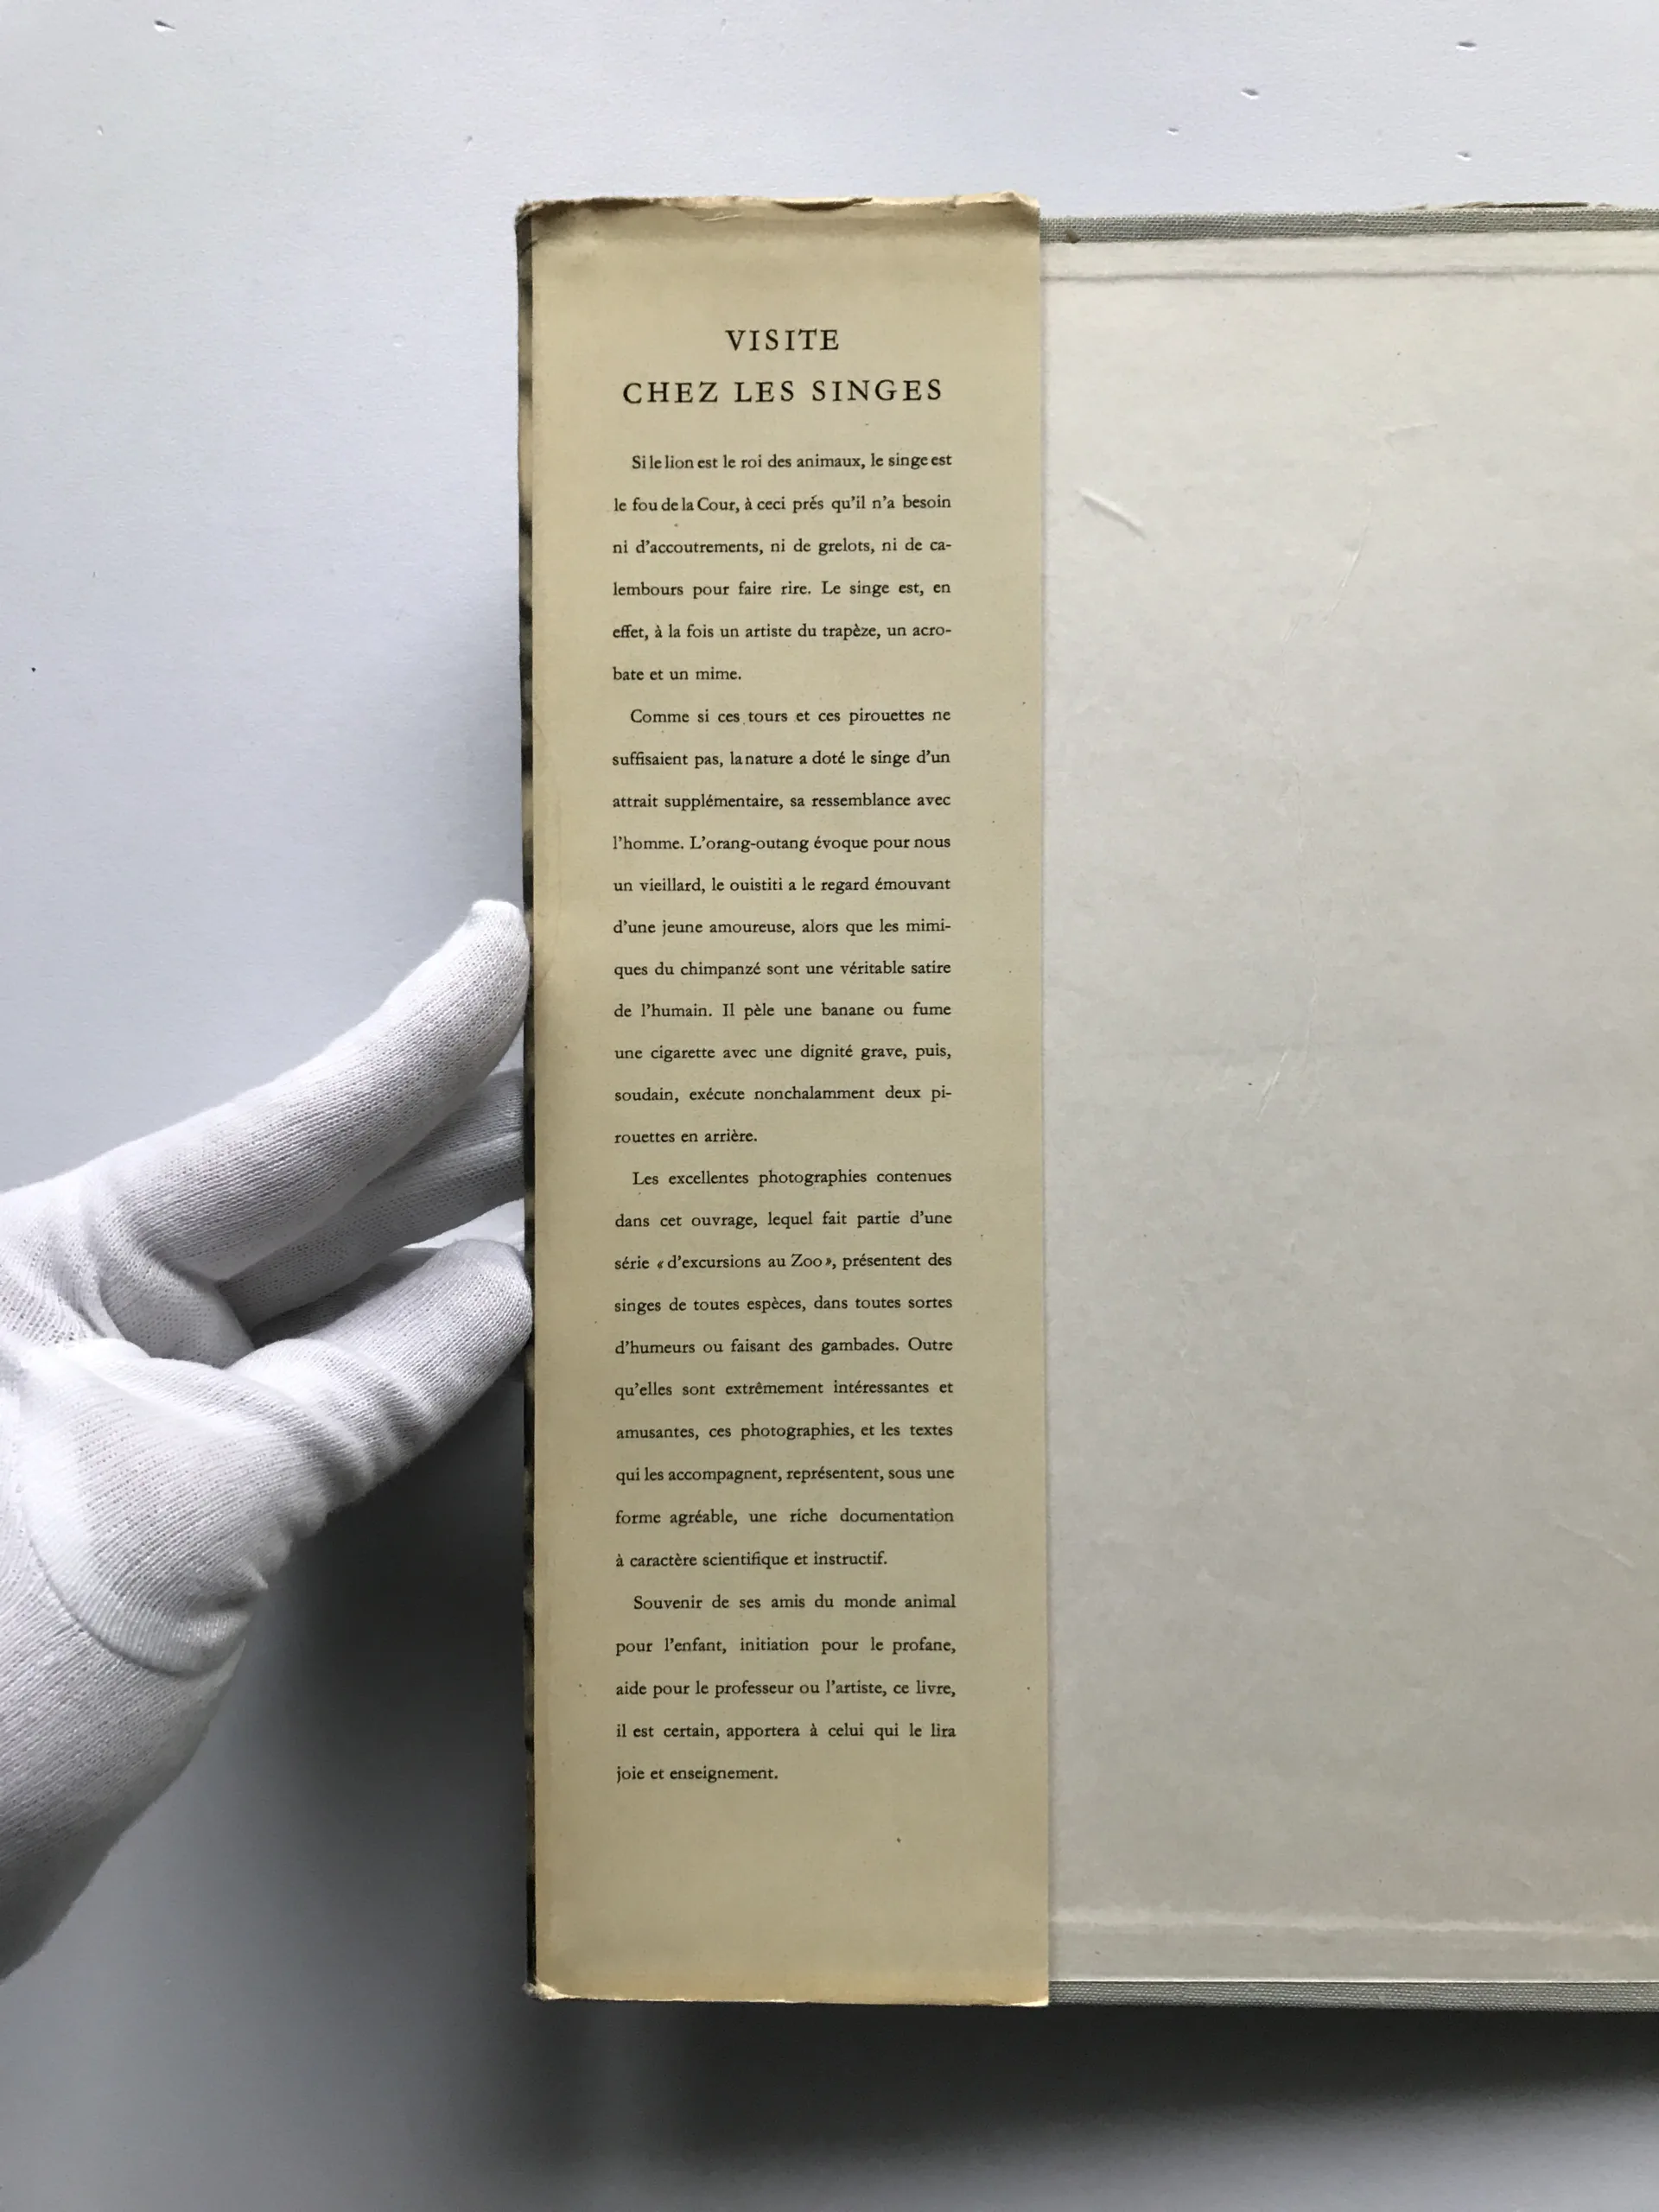 VISITE
CHEZ LES SINGES
Si le lion est le roi des animaux, le singe est
le fou de la Cour, à ceci prés qu'il n'a besoin
ni d'accoutrements, ni de grelots, ni de ca-
lembours pour faire rire. Le singe est, en
effet, à la fois un artiste du trapèze, un acro-
bate et un mime.
Comme si ces tours et ces pirouettes ne
suffisaient pas, la nature a doté le singe d'un
attrait supplémentaire, sa ressemblance avec
l'homme. L'orang-outang évoque pour nous
un vieillard, le ouistiti a le regard émouvant
d'une jeune amoureuse, alors que les mimi-
ques du chimpanzé sont une véritable satire
de l'humain. Il pèle une banane ou fume
une cigarette avec une dignité grave, puis,
soudain, exécute nonchalamment deux pi-
rouettes en arrière.
Les excellentes photographies contenues
dans cet ouvrage, lequel fait partie d'une
série « d'excursions au Zoo », présentent des
singes de toutes espèces, dans toutes sortes
d'humeurs ou faisant des gambades. Outre
qu'elles sont extrêmement intéressantes et
amusantes, ces photographies, et les textes
qui les accompagnent, représentent, sous une
forme agréable, une riche documentation
à caractère scientifique et instructif.
Souvenir de ses amis du monde animal
pour l'enfant, initiation pour le profane,
aide pour le professeur ou l'artiste, ce livre,
il est certain, apportera à celui qui le lira
joie et enseignement.